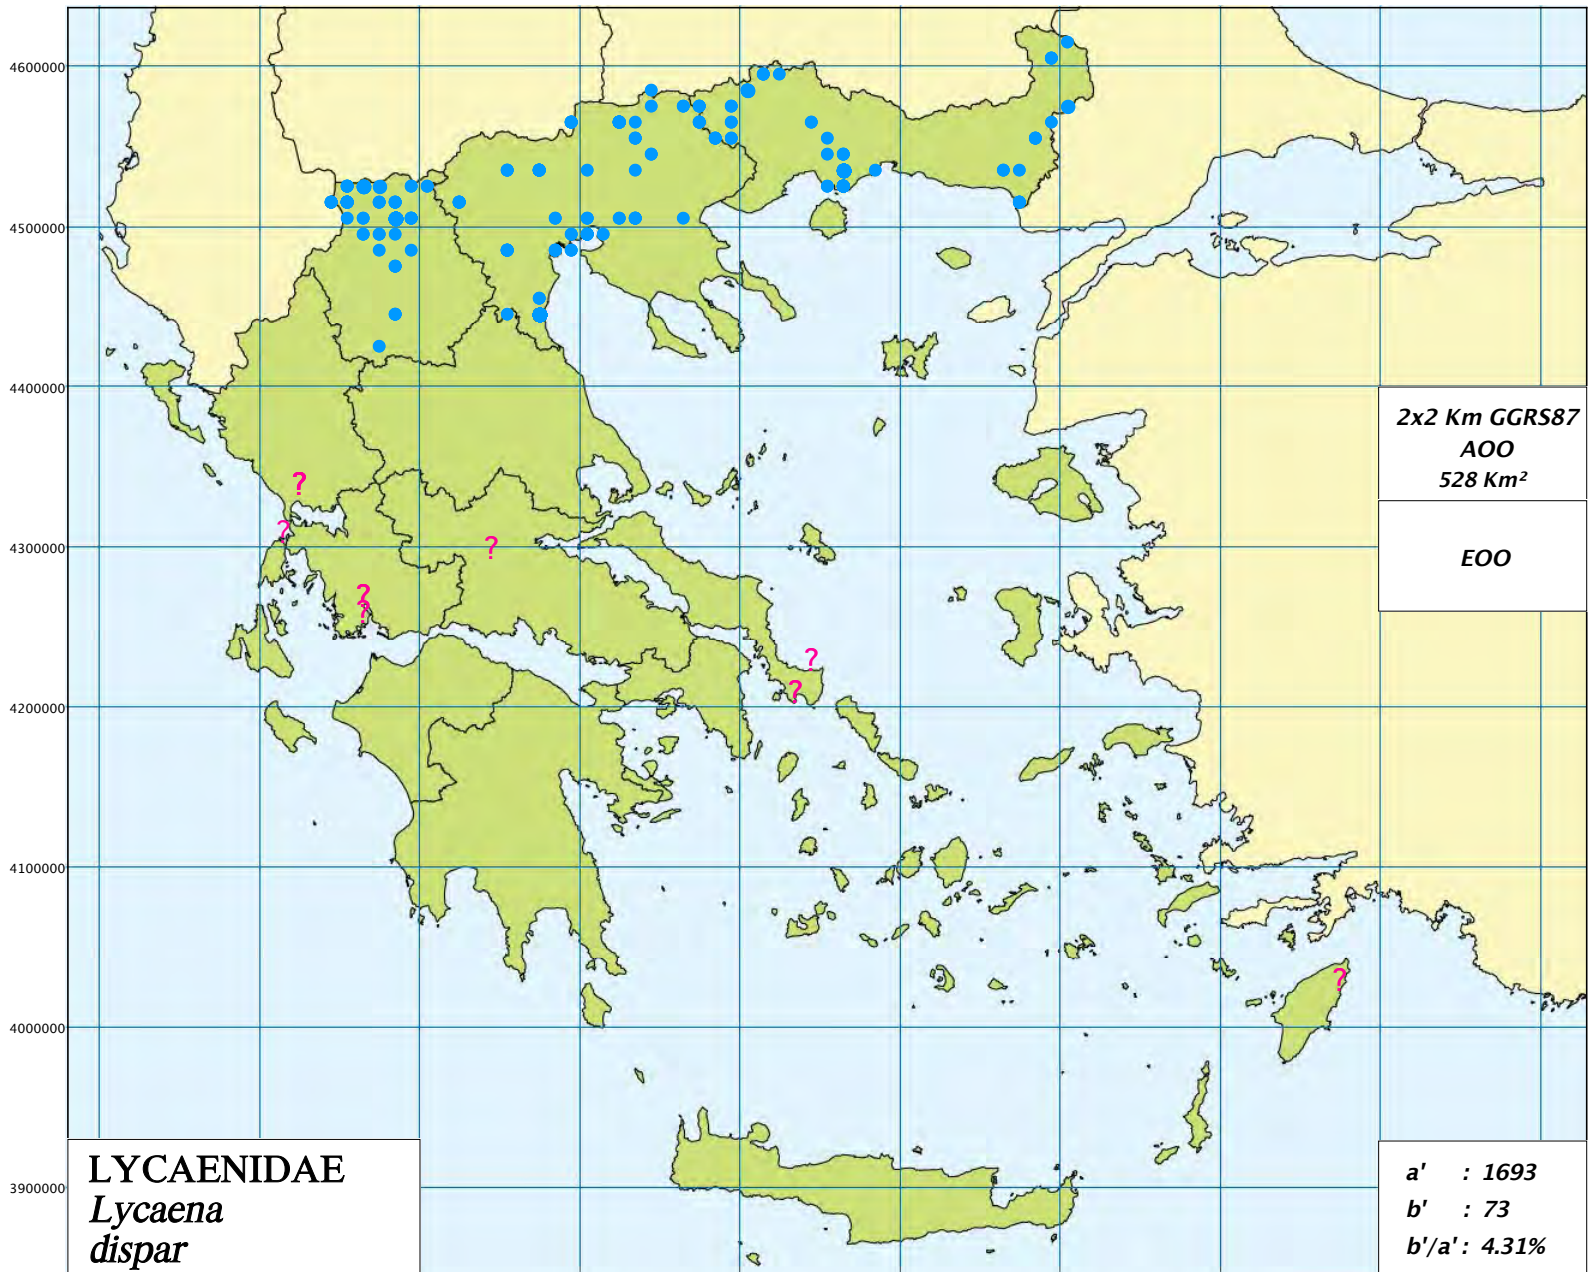 4600000
4500000
4400000
4300000
4200000
4100000
4000000
3900000
?
?
?
?
?
?
?
?
2x2 Km GGRS87
AOO
528 Km²
EOO
LYCAENIDAE
Lycaena
dispar
a' : 1693
b' : 73
b'/a' : 4.31%